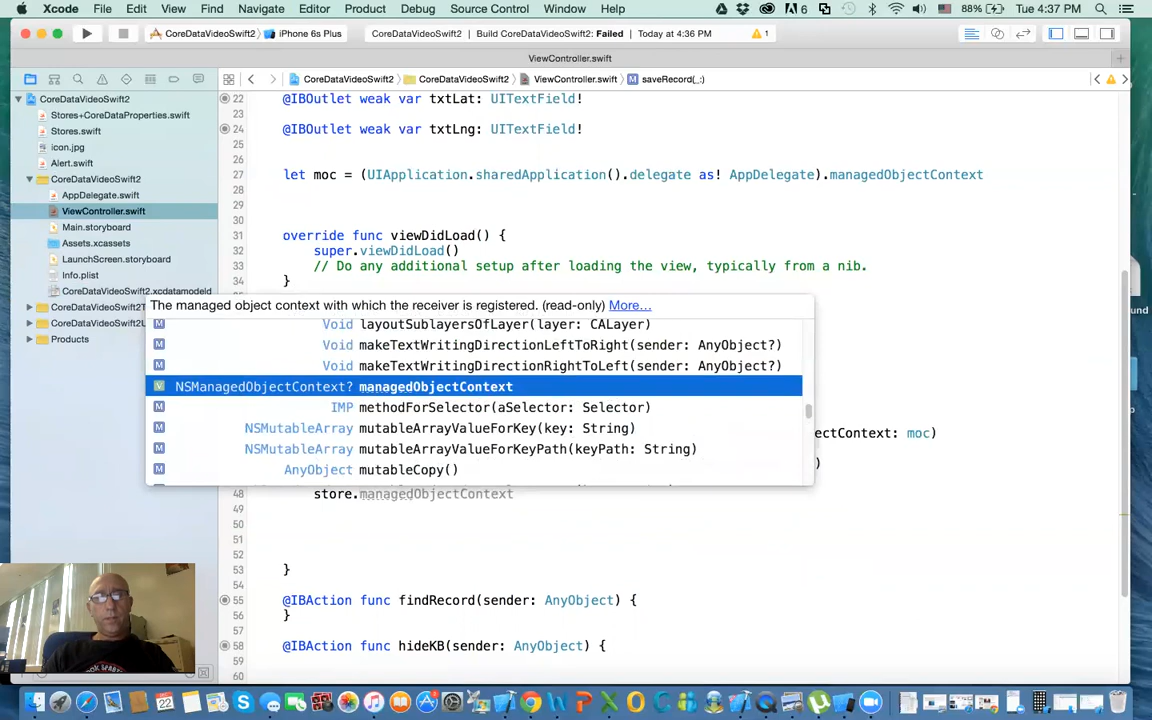 Xcode File Edit View Find Navigate Editor Product Debug Source Control Window Help 6 88% Tue 4:37 PM
CoreDataVideoSwift2 iPhone 6s Plus CoreDataVideoSwift2 | Build CoreDataVideoSwift2: Failed | Today at 4:36 PM 1
ViewController.swift
CoreDataVideoSwift2 CoreDataVideoSwift2 ViewController.swift M saveRecord(_:)
CoreDataVideoSwift2
Stores+CoreDataProperties.swift
Stores.swift
icon.jpg
Alert.swift
CoreDataVideoSwift2
AppDelegate.swift
ViewController.swift
Main.storyboard
Assets.xcassets
LaunchScreen.storyboard
Info.plist
CoreDataVideoSwift2.xcdatamodeld
CoreDataVideoSwift2T
CoreDataVideoSwift2U
Products
22 @IBOutlet weak var txtLat: UITextField!
23
24 @IBOutlet weak var txtLng: UITextField!
25
26
27 let moc = (UIApplication.sharedApplication().delegate as! AppDelegate).managedObjectContext
28
29
30
31 override func viewDidLoad() {
32 super.viewDidLoad()
33 // Do any additional setup after loading the view, typically from a nib.
34 }
The managed object context with which the receiver is registered. (read-only) More...
M Void layoutSublayersOfLayer(layer: CALayer)
M Void makeTextWritingDirectionLeftToRight(sender: AnyObject?)
M Void makeTextWritingDirectionRightToLeft(sender: AnyObject?)
V NSManagedObjectContext? managedObjectContext
M IMP methodForSelector(aSelector: Selector)
M NSMutableArray mutableArrayValueForKey(key: String)
M NSMutableArray mutableArrayValueForKeyPath(keyPath: String)
M AnyObject mutableCopy()
ectContext: moc)
)
48 store.managedObjectContext
49
50
51
52
53 }
54
55 @IBAction func findRecord(sender: AnyObject) {
56 }
57
58 @IBAction func hideKB(sender: AnyObject) {
59
60